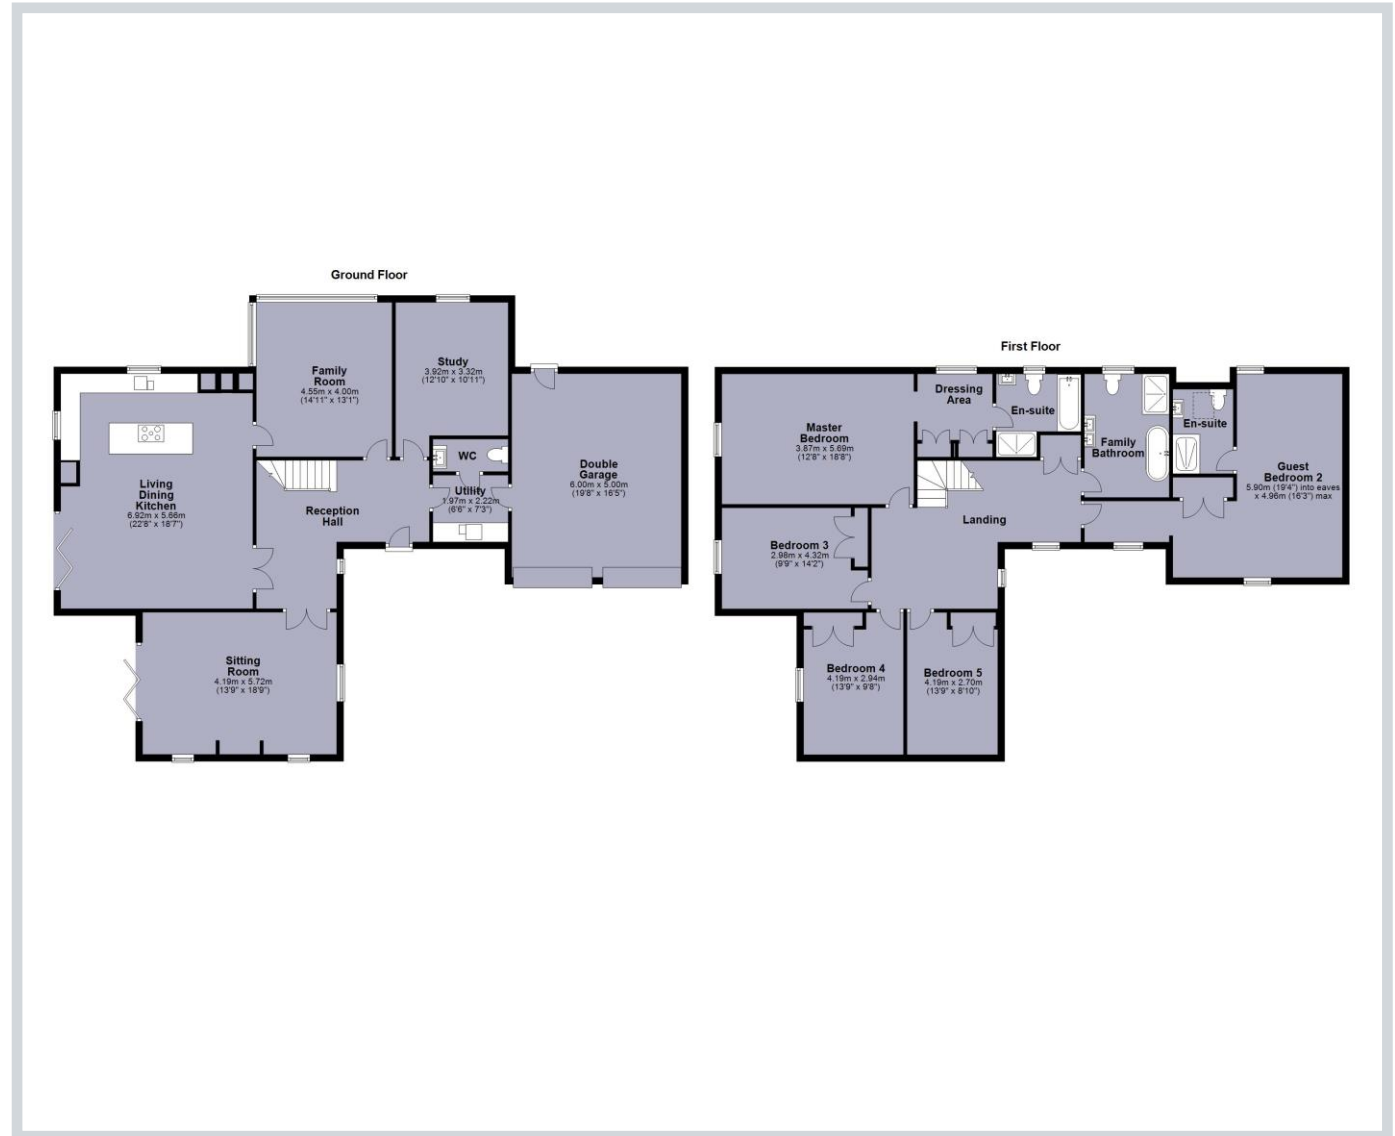 Ground Floor
Family
Room
4.55m x 4.00m
(14'11" x 13'1")
Study
3.92m x 3.32m
(12'10" x 10'11")
WC
Utility
1.97m x 2.22m
(6'6" x 7'3")
Double
Garage
6.00m x 5.00m
(19'8" x 16'5")
Living
Dining
Kitchen
6.92m x 5.66m
(22'8" x 18'7")
Reception
Hall
Sitting
Room
4.19m x 5.72m
(13'9" x 18'9")
First Floor
Master
Bedroom
3.87m x 5.69m
(12'8" x 18'8")
Dressing
Area
En-suite
Family
Bathroom
En-suite
Guest
Bedroom 2
5.90m (19'4") into eaves
x 4.96m (16'3") max
Landing
Bedroom 3
2.98m x 4.32m
(9'9" x 14'2")
Bedroom 4
4.19m x 2.94m
(13'9" x 9'8")
Bedroom 5
4.19m x 2.70m
(13'9" x 8'10")